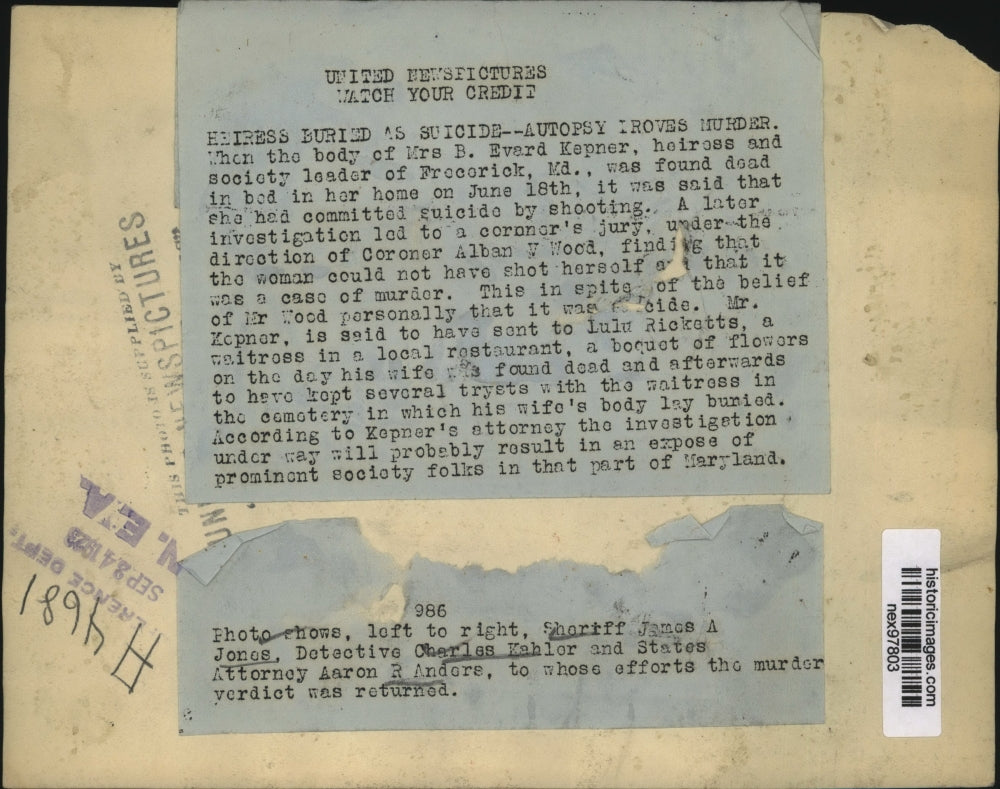 UNITED NEWSPICTURES
WATCH YOUR CREDIT
HEIRESS BURIED AS SUICIDE--AUTOPSY PROVES MURDER.
When the body of Mrs B. Evard Kepner, heiress and
society leader of Frederick, Md., was found dead
in bed in her home on June 18th, it was said that
she had committed suicide by shooting. A later
investigation led to a coroner's jury, under the
direction of Coroner Alban Y Wood, finding that
the woman could not have shot herself and that it
was a case of murder. This in spite of the belief
of Mr Wood personally that it was suicide. Mr.
Kepner, is said to have sent to Lulu Ricketts, a
waitress in a local restaurant, a boquet of flowers
on the day his wife was found dead and afterwards
to have kept several trysts with the waitress in
the cemetery in which his wife's body lay buried.
According to Kepner's attorney the investigation
under way will probably result in an expose of
prominent society folks in that part of Maryland.
986
Photo shows, left to right, Sheriff James A
Jones, Detective Charles Kahler and States
Attorney Aaron R Anders, to whose efforts the murder
verdict was returned.
THIS PHOTO IS SUPPLIED BY
NEWSPICTURES
UN
N. E. A.
SEP 24 192
RENCE DEPT.
H 4681
historicimages.com
nex97803